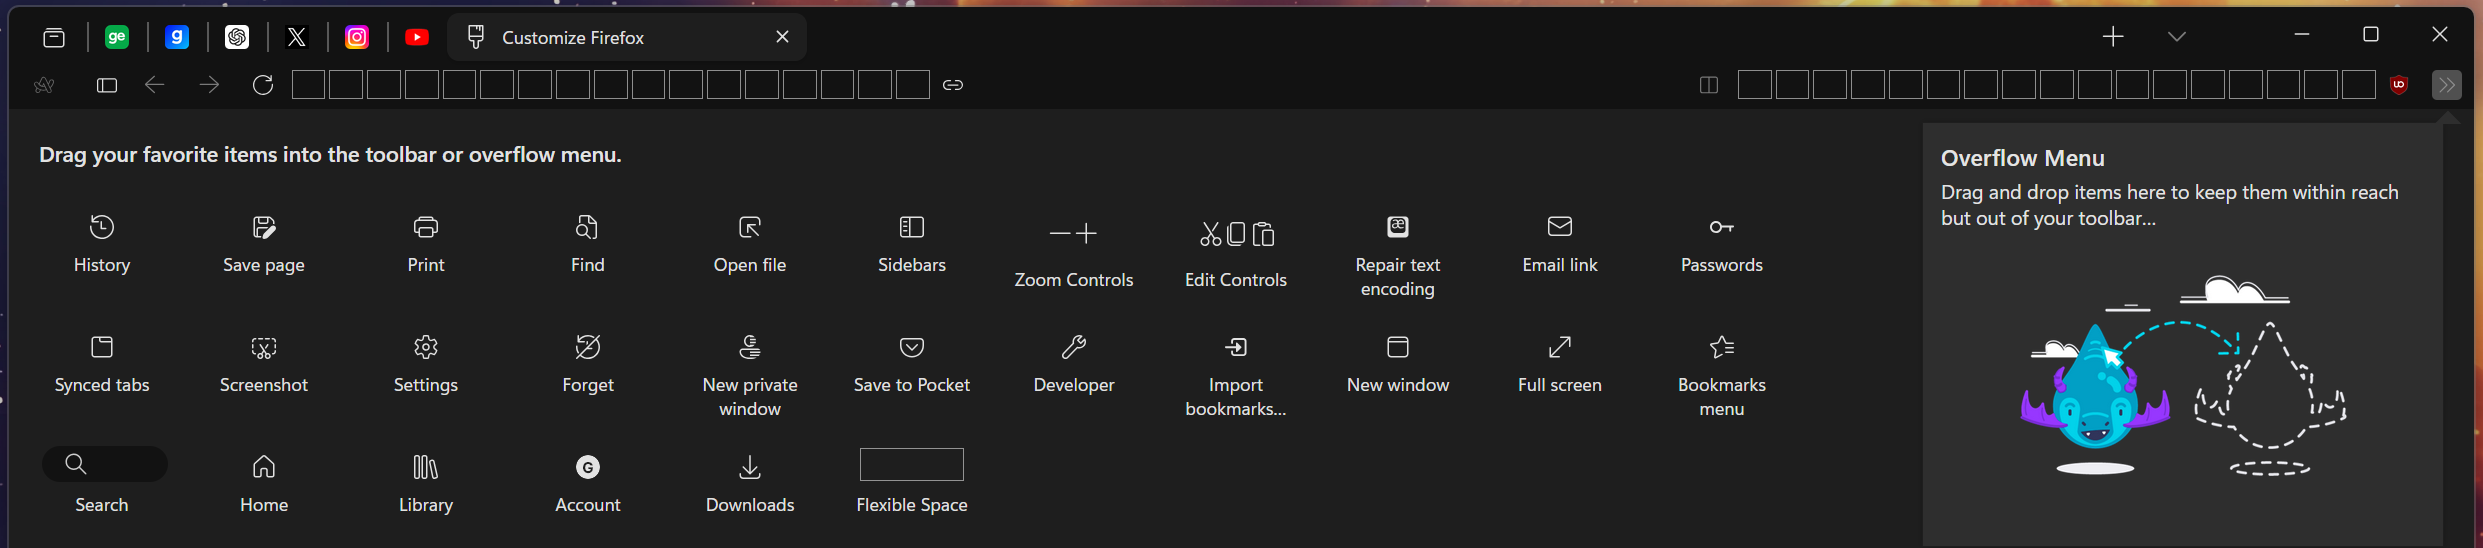 ge
g
Customize Firefox
Drag your favorite items into the toolbar or overflow menu.
Overflow Menu
Drag and drop items here to keep them within reach
but out of your toolbar...
History
Save page
Print
Find
Open file
Sidebars
Zoom Controls
Edit Controls
æ
Repair text
encoding
Email link
Passwords
Synced tabs
Screenshot
Settings
Forget
New private
window
Save to Pocket
Developer
Import
bookmarks...
New window
Full screen
Bookmarks
menu
Search
Home
Library
G
Account
Downloads
Flexible Space